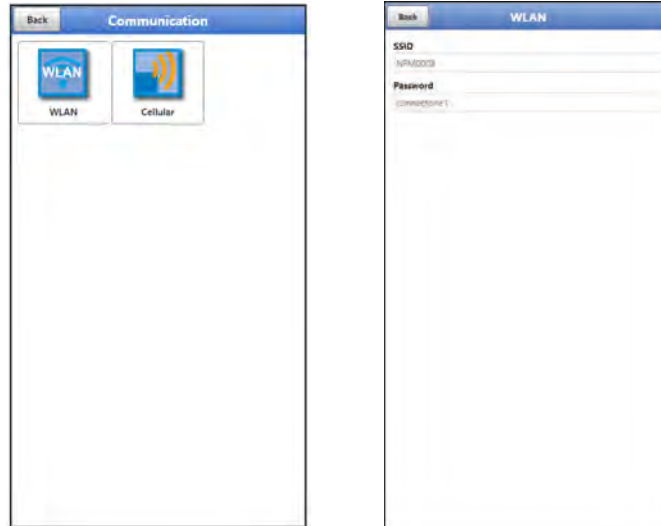 Back Communication
WLAN
WLAN Cellular
Back WLAN
SSID
Password